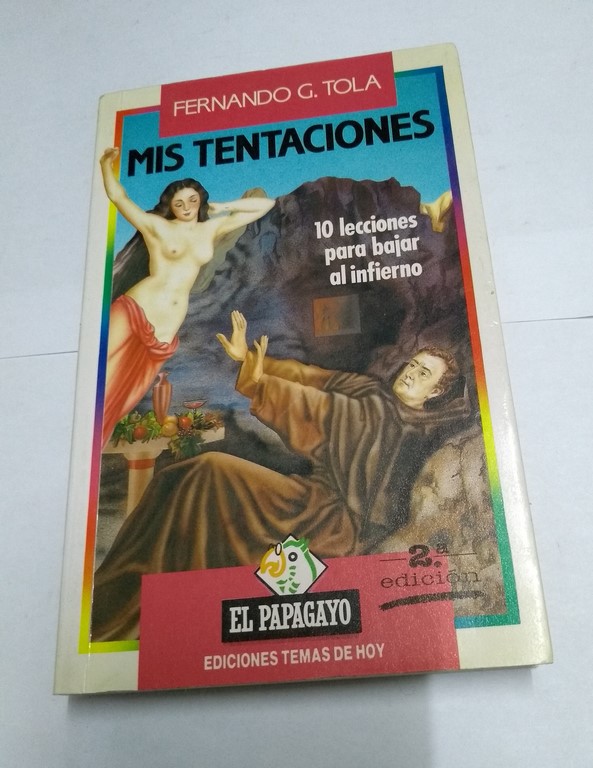 FERNANDO G. TOLA
MIS TENTACIONES
10 lecciones
para bajar
al infierno
2.ª
edición
EL PAPAGAYO
EDICIONES TEMAS DE HOY